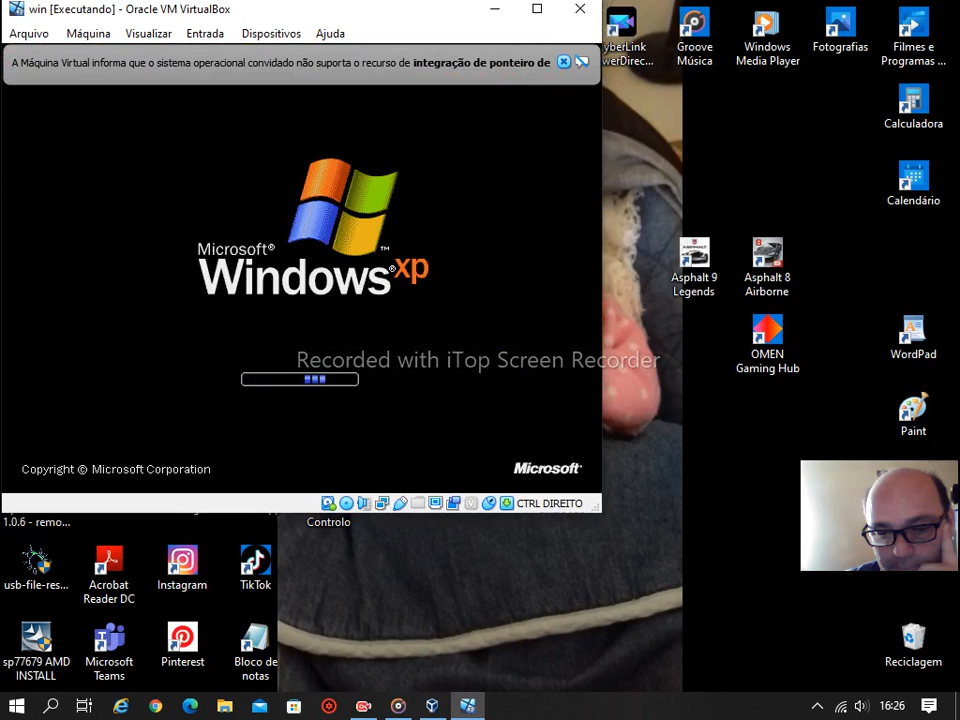 win [Executando] - Oracle VM VirtualBox
Arquivo Máquina Visualizar Entrada Dispositivos Ajuda
A Máquina Virtual informa que o sistema operacional convidado não suporta o recurso de integração de ponteiro de
Microsoft®
Windows® xp
™
Recorded with iTop Screen Recorder
Copyright © Microsoft Corporation
Microsoft®
CTRL DIREITO
yberLink
owerDirec...
Groove
Música
Windows
Media Player
Fotografias
Filmes e
Programas ...
Calculadora
Calendário
Asphalt 9
Legends
Asphalt 8
Airborne
OMEN
Gaming Hub
WordPad
Paint
1.0.6 - remo...
Controlo
usb-file-res...
Acrobat
Reader DC
Instagram
TikTok
sp77679 AMD
INSTALL
Microsoft
Teams
Pinterest
Bloco de
notas
Reciclagem
16:26